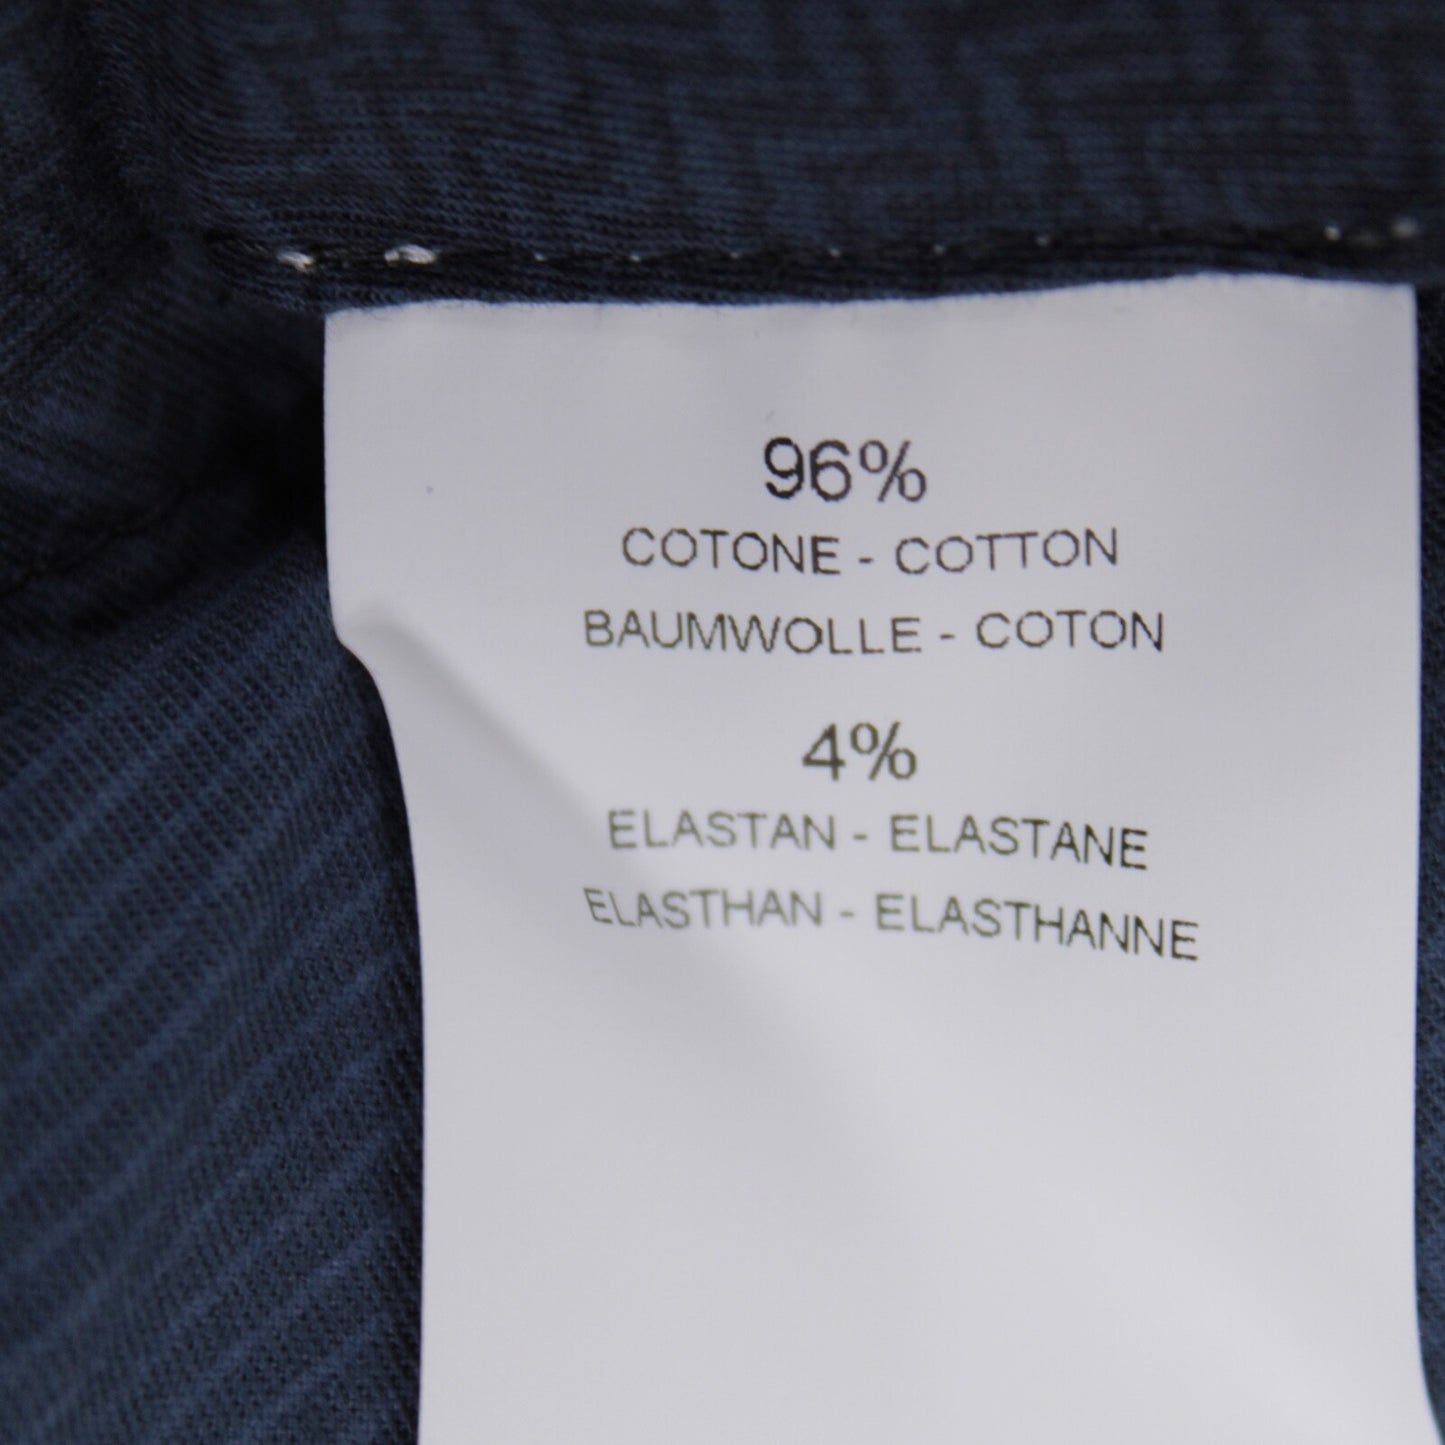 96%
COTONE - COTTON
BAUMWOLLE - COTON
4%
ELASTAN - ELASTANE
ELASTHAN - ELASTHANNE